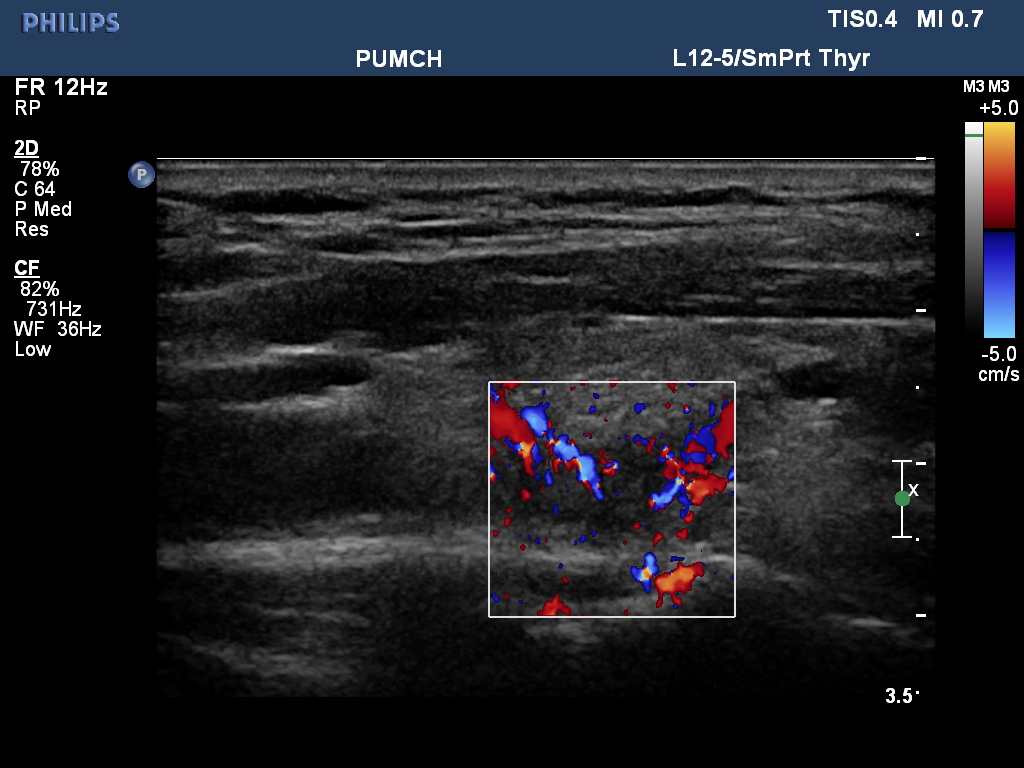 PHILIPS
TIS0.4 MI 0.7
PUMCH
L12-5/SmPrt Thyr
FR 12Hz
RP
2D
78%
C 64
P Med
Res
CF
82%
731Hz
WF 36Hz
Low
P
M3 M3
+5.0
-5.0
cm/s
X
3.5